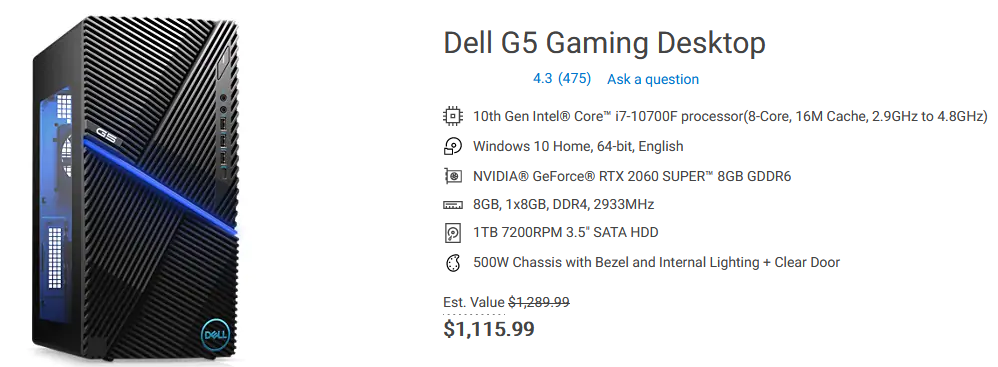 Dell G5 Gaming Desktop
4.3 (475) Ask a question
10th Gen Intel® Core™ i7-10700F processor(8-Core, 16M Cache, 2.9GHz to 4.8GHz)
Windows 10 Home, 64-bit, English
NVIDIA® GeForce® RTX 2060 SUPER™ 8GB GDDR6
8GB, 1x8GB, DDR4, 2933MHz
1TB 7200RPM 3.5" SATA HDD
500W Chassis with Bezel and Internal Lighting + Clear Door
Est. Value $1,289.99
$1,115.99
G5
DELL